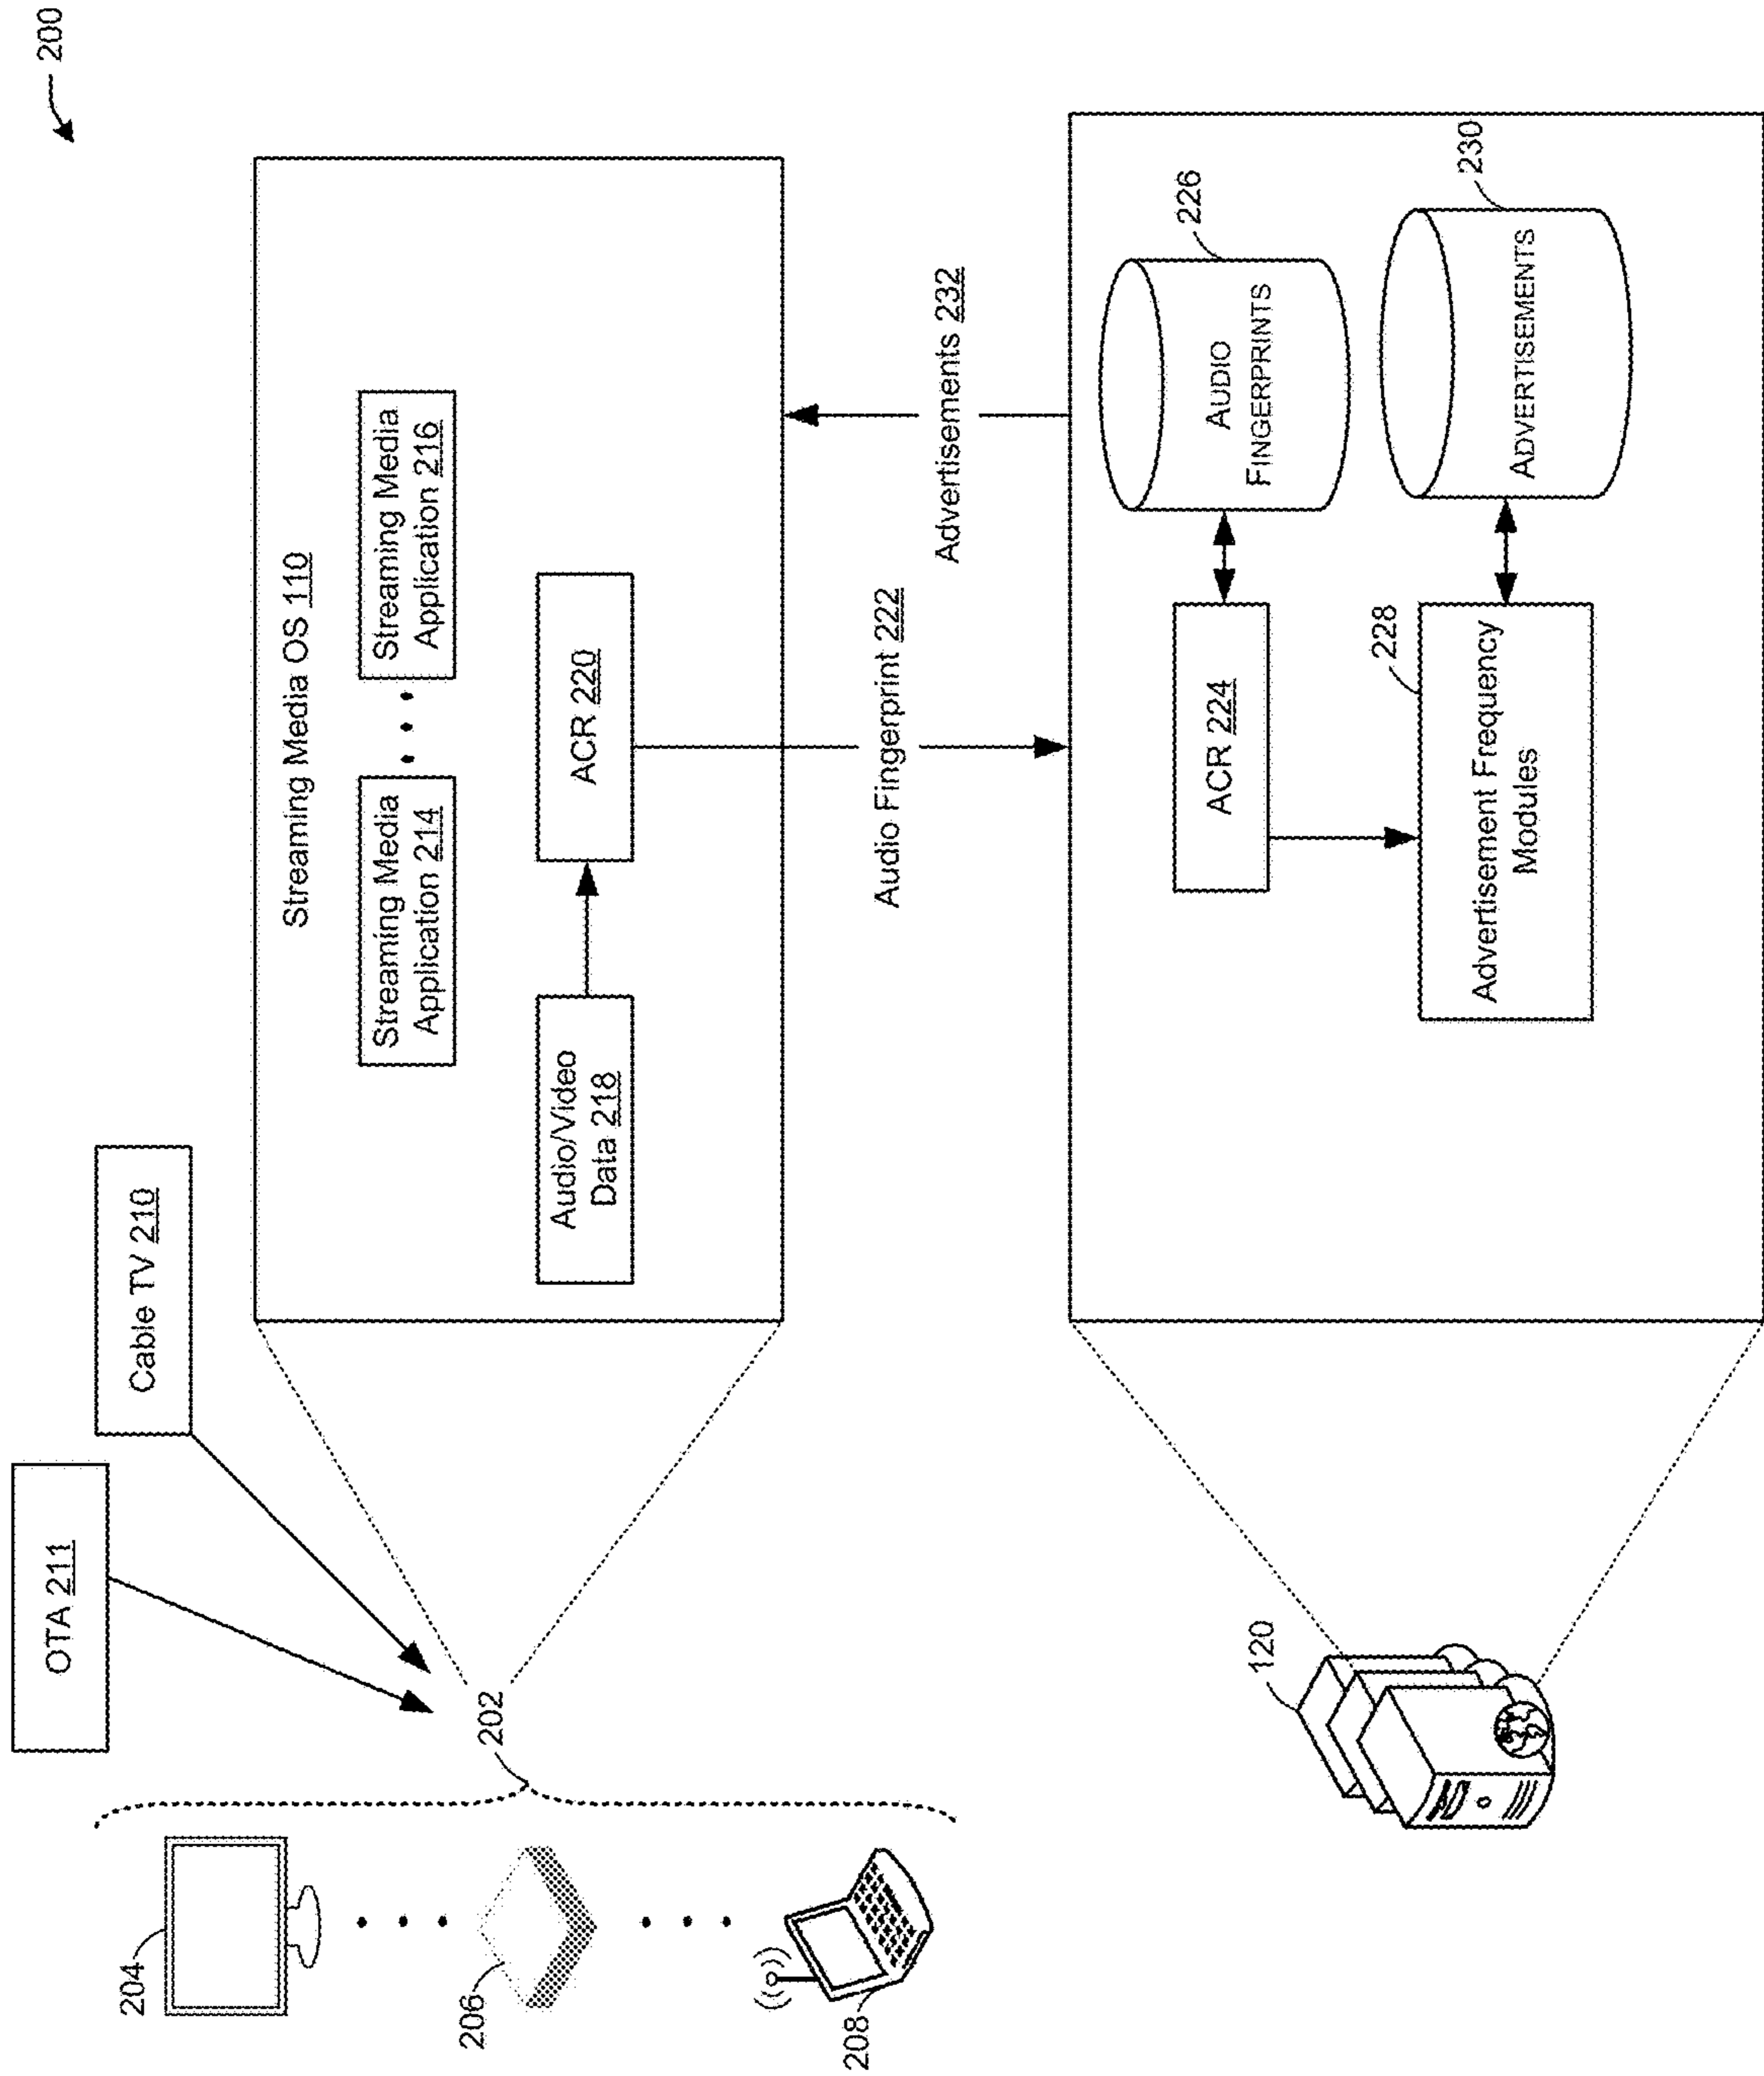 200
OTA 211
Cable TV 210
204
206
208
202
Streaming Media OS 110
Streaming Media
Application 214
Streaming Media
Application 216
Audio/Video
Data 218
ACR 220
Audio Fingerprint 222
Advertisements 232
120
ACR 224
AUDIO
FINGERPRINTS
226
228
Advertisement Frequency
Modules
ADVERTISEMENTS
230